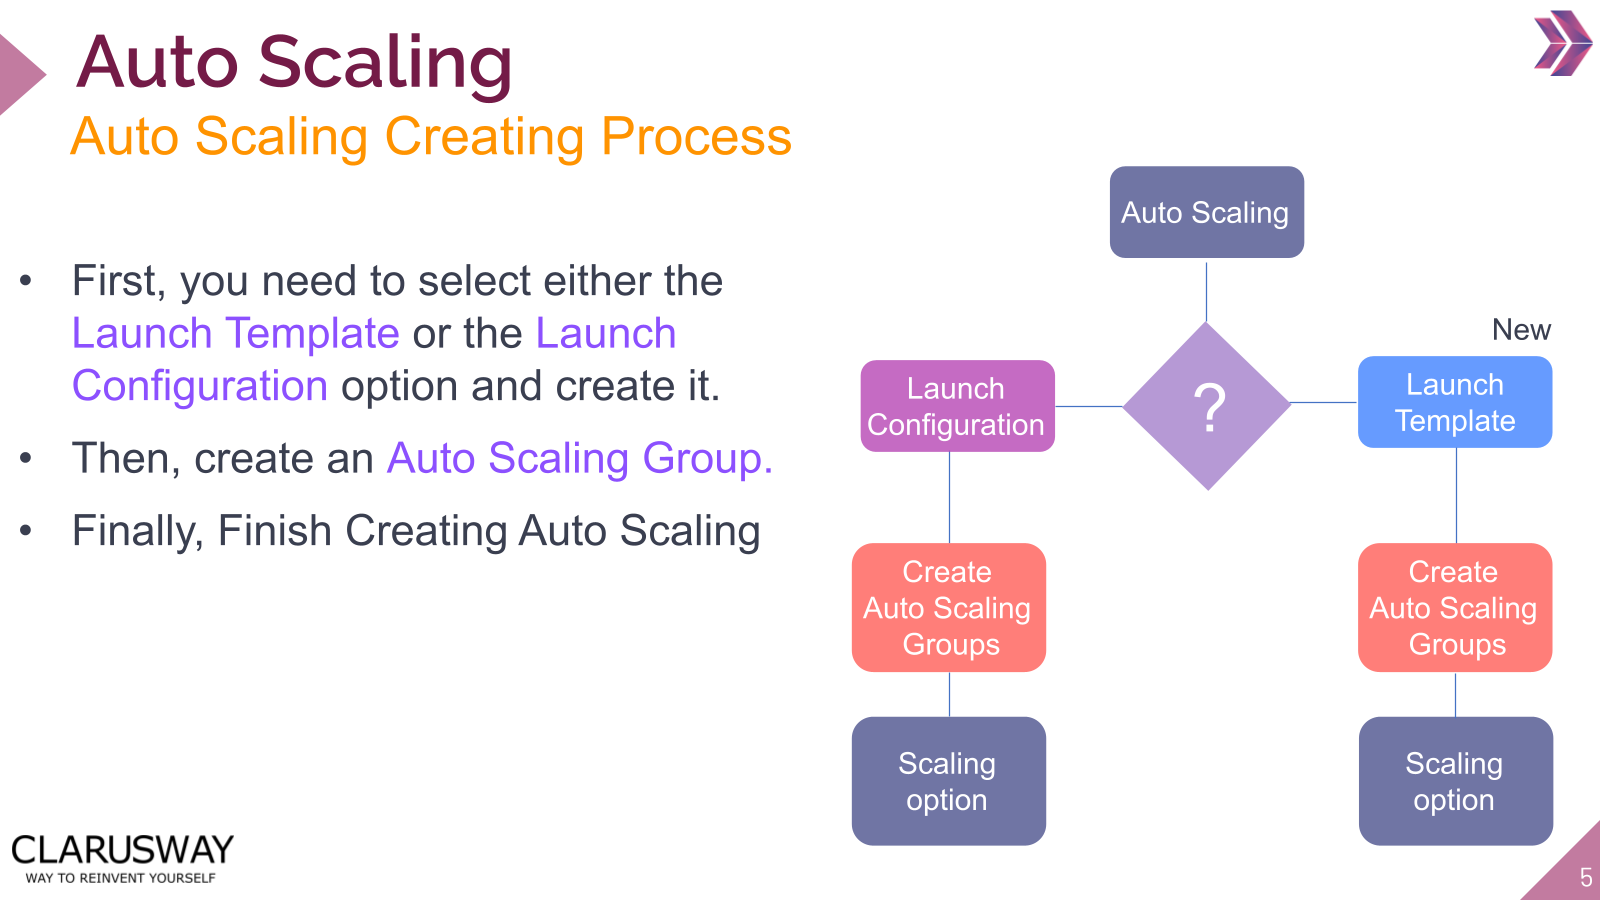 Auto Scaling
Auto Scaling Creating Process
• First, you need to select either the
Launch Template or the Launch
Configuration option and create it.
• Then, create an Auto Scaling Group.
• Finally, Finish Creating Auto Scaling
Auto Scaling
?
Launch
Configuration
New
Launch
Template
Create
Auto Scaling
Groups
Create
Auto Scaling
Groups
Scaling
option
Scaling
option
CLARUSWAY
WAY TO REINVENT YOURSELF
5